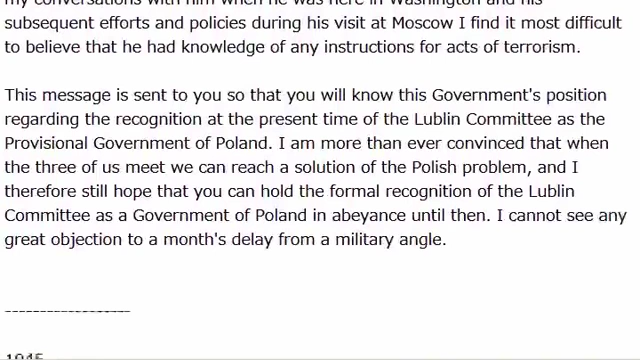 my conversations with him when he was here in Washington and his
subsequent efforts and policies during his visit at Moscow I find it most difficult
to believe that he had knowledge of any instructions for acts of terrorism.
This message is sent to you so that you will know this Government's position
regarding the recognition at the present time of the Lublin Committee as the
Provisional Government of Poland. I am more than ever convinced that when
the three of us meet we can reach a solution of the Polish problem, and I
therefore still hope that you can hold the formal recognition of the Lublin
Committee as a Government of Poland in abeyance until then. I cannot see any
great objection to a month's delay from a military angle.
------------------
1945